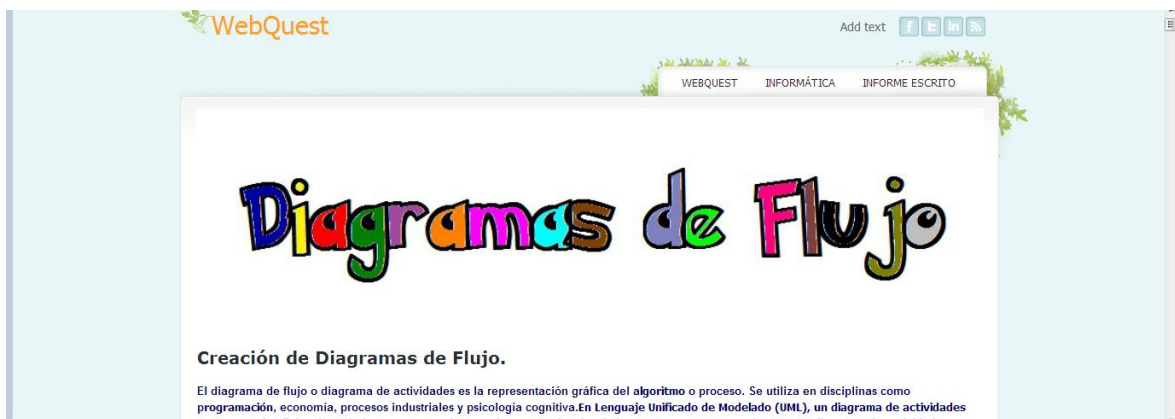 WebQuest
Add text
WEBQUEST INFORMÁTICA INFORME ESCRITO
Diagramas de Flujo
Creación de Diagramas de Flujo.
El diagrama de flujo o diagrama de actividades es la representación gráfica del algoritmo o proceso. Se utiliza en disciplinas como
programación, economía, procesos industriales y psicología cognitiva.En Lenguaje Unificado de Modelado (UML), un diagrama de actividades